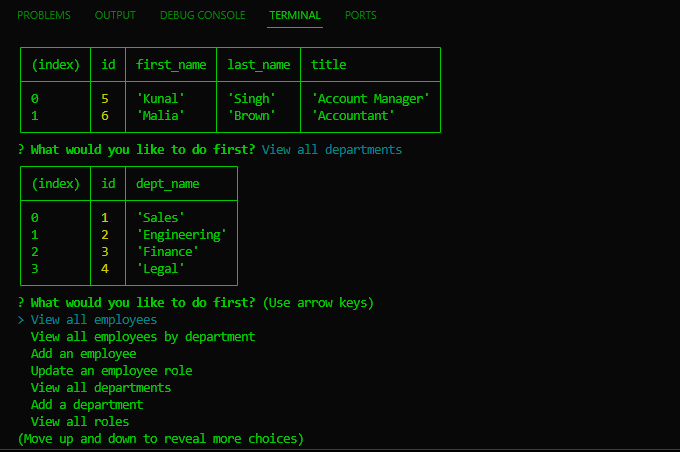 PROBLEMS OUTPUT DEBUG CONSOLE TERMINAL PORTS
(index) id first_name last_name title
0 5 'Kunal' 'Singh' 'Account Manager'
1 6 'Malia' 'Brown' 'Accountant'
? What would you like to do first? View all departments
(index) id dept_name
0 1 'Sales'
1 2 'Engineering'
2 3 'Finance'
3 4 'Legal'
? What would you like to do first? (Use arrow keys)
> View all employees
View all employees by department
Add an employee
Update an employee role
View all departments
Add a department
View all roles
(Move up and down to reveal more choices)